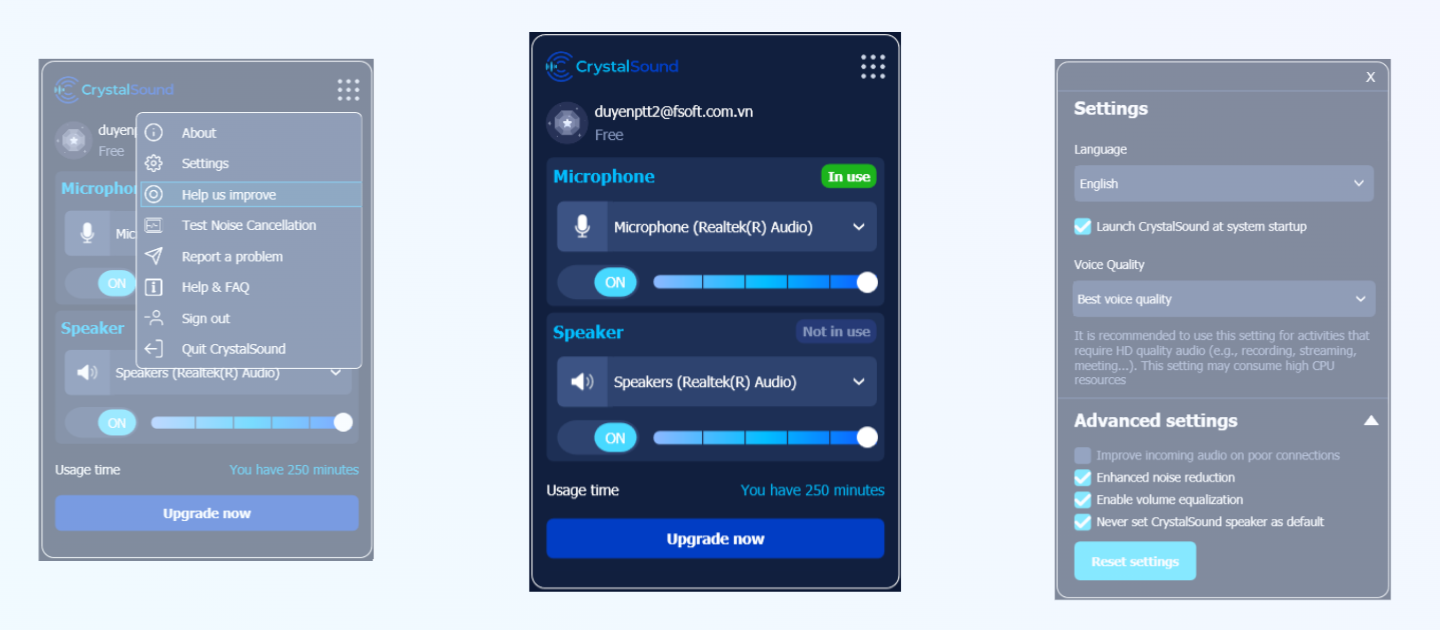 CrystalSound
duyenp
Free
About
Settings
Help us improve
Test Noise Cancellation
Report a problem
Help & FAQ
Sign out
Quit CrystalSound
Micropho
Mic
ON
Speaker
Speakers (Realtek(R) Audio)
ON
Usage time
You have 250 minutes
Upgrade now
CrystalSound
duyenptt2@fsoft.com.vn
Free
Microphone
In use
Microphone (Realtek(R) Audio)
ON
Speaker
Not in use
Speakers (Realtek(R) Audio)
ON
Usage time
You have 250 minutes
Upgrade now
X
Settings
Language
English
Launch CrystalSound at system startup
Voice Quality
Best voice quality
It is recommended to use this setting for activities that
require HD quality audio (e.g., recording, streaming,
meeting...). This setting may consume high CPU
resources
Advanced settings
Improve incoming audio on poor connections
Enhanced noise reduction
Enable volume equalization
Never set CrystalSound speaker as default
Reset settings